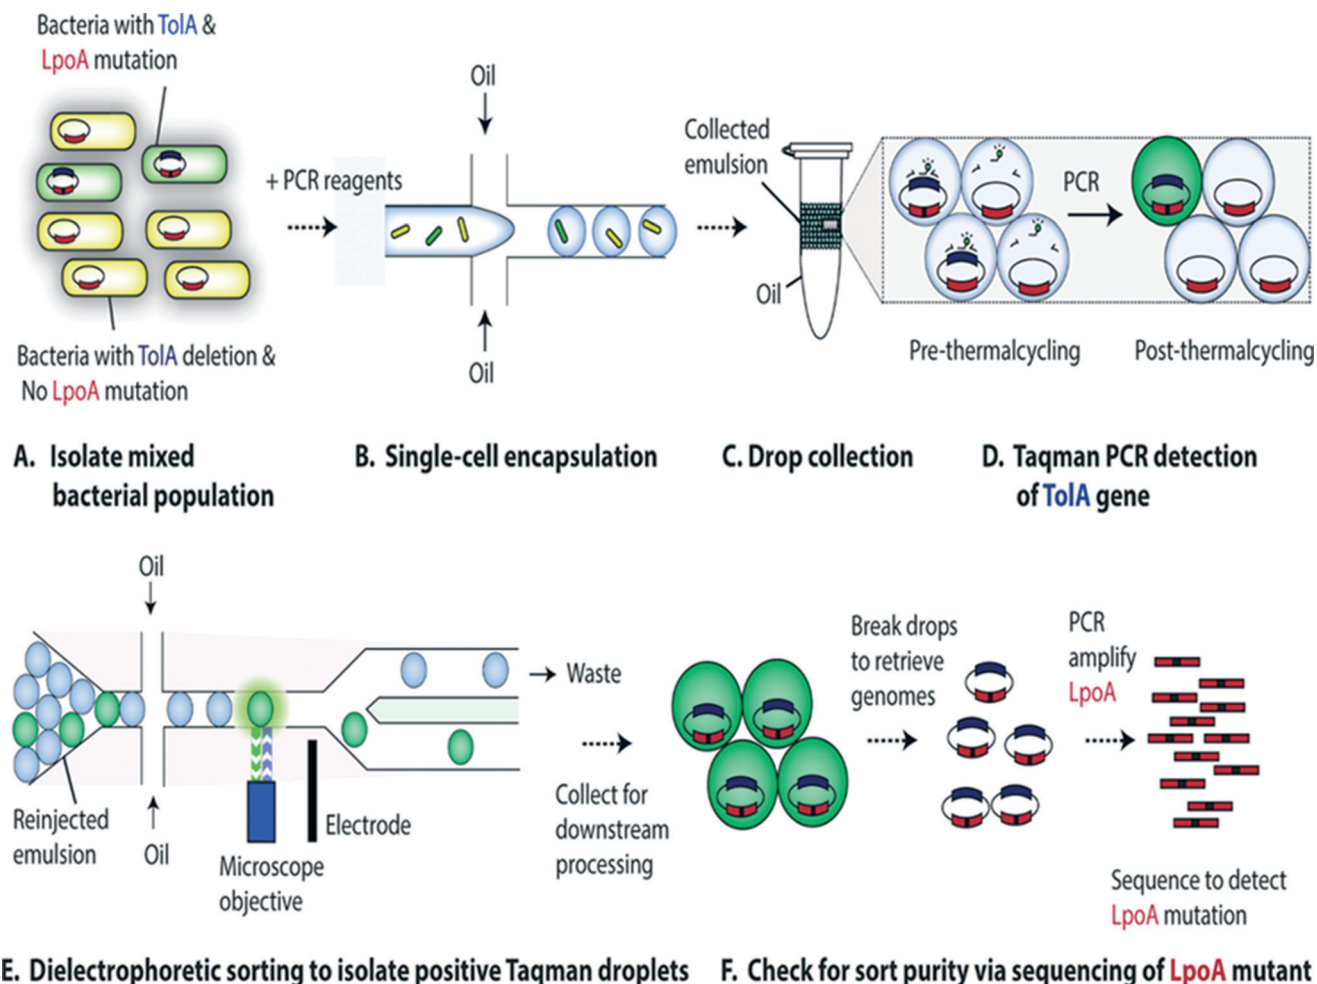 Bacteria with TolA &
LpoA mutation
+ PCR reagents
Oil
Oil
Collected
emulsion
Oil
PCR
Pre-thermalcycling
Post-thermalcycling
Bacteria with TolA deletion &
No LpoA mutation
A. Isolate mixed
bacterial population
B. Single-cell encapsulation
C. Drop collection
D. Taqman PCR detection
of TolA gene
Oil
Waste
Reinjected
emulsion
Oil
Microscope
objective
Electrode
Collect for
downstream
processing
Break drops
to retrieve
genomes
PCR
amplify
LpoA
Sequence to detect
LpoA mutation
E. Dielectrophoretic sorting to isolate positive Taqman droplets
F. Check for sort purity via sequencing of LpoA mutant